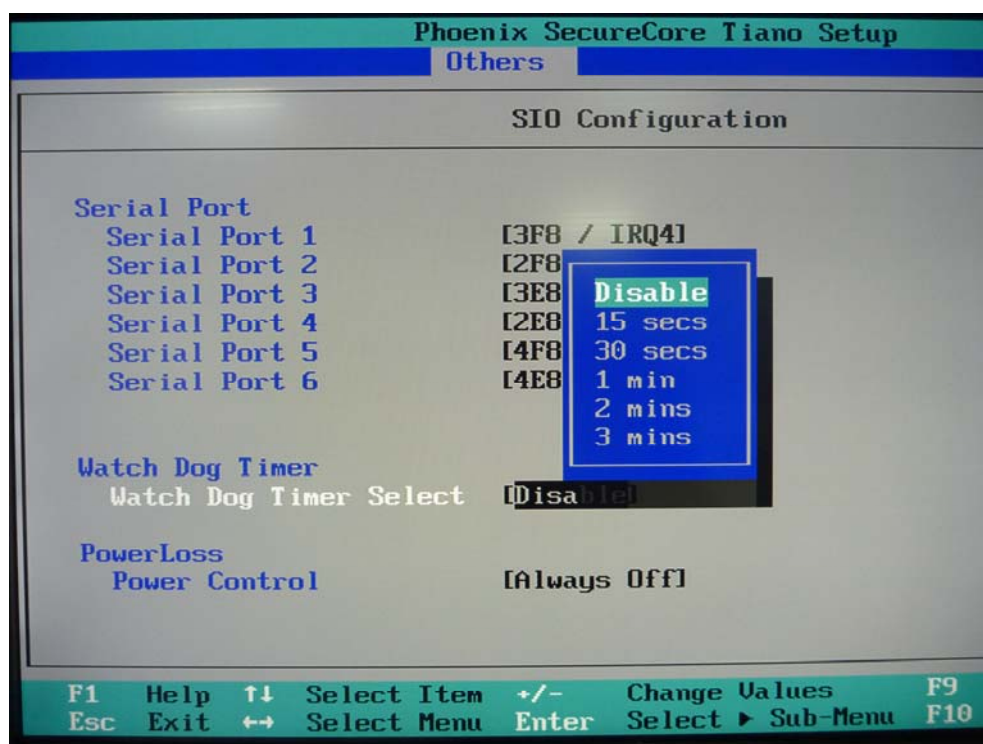 Phoenix SecureCore Tiano Setup
Others
SIO Configuration
Serial Port
Serial Port 1 [3F8 / IRQ4]
Serial Port 2 [2F8
Serial Port 3 [3E8
Serial Port 4 [2E8
Serial Port 5 [4F8
Serial Port 6 [4E8
Disable
15 secs
30 secs
1 min
2 mins
3 mins
Watch Dog Timer
Watch Dog Timer Select [Disable]
PowerLoss
Power Control [Always Off]
F1 Help ↑↓ Select Item +/- Change Values F9
Esc Exit ↔ Select Menu Enter Select ▶ Sub-Menu F10